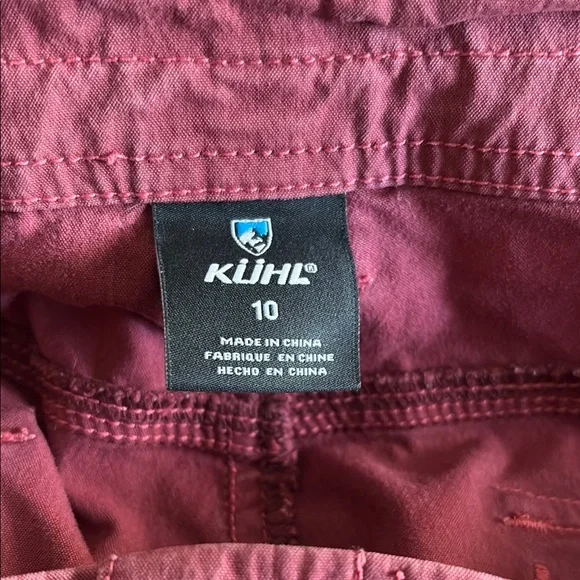 KÜHL®
10
MADE IN CHINA
FABRIQUE EN CHINE
HECHO EN CHINA